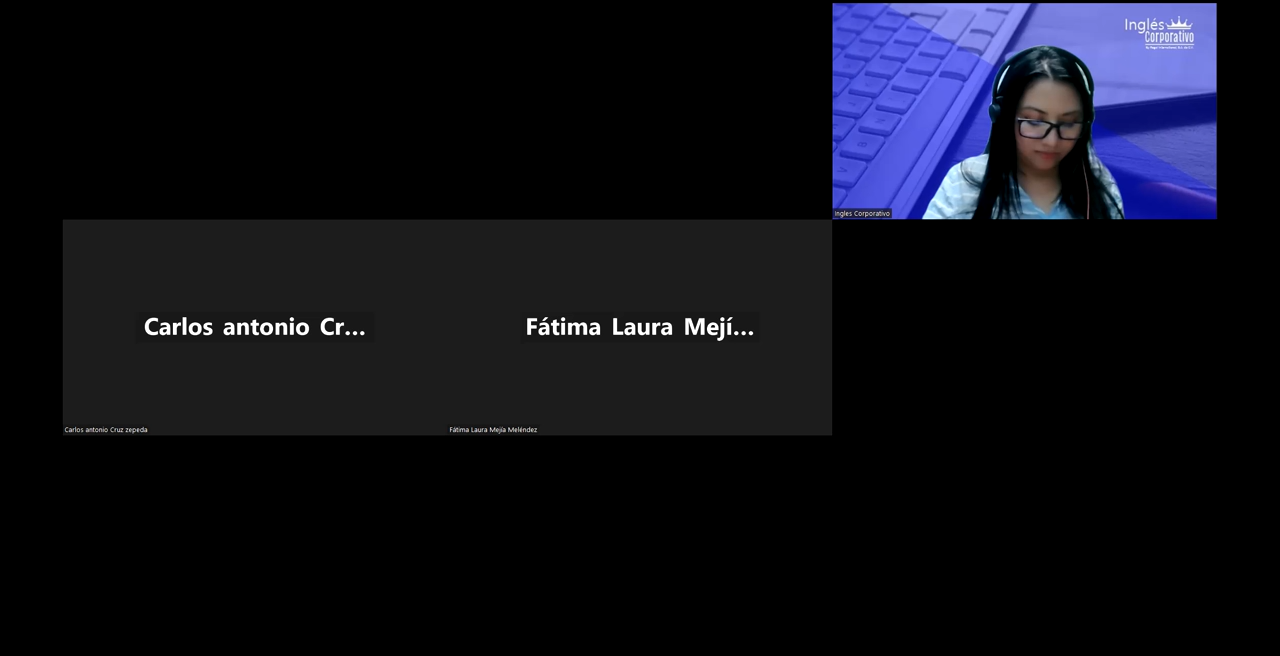 Inglés
Corporativo
Ingles Corporativo
Carlos antonio Cr...
Fátima Laura Mejí...
Carlos antonio Cruz zepeda
Fátima Laura Mejía Meléndez